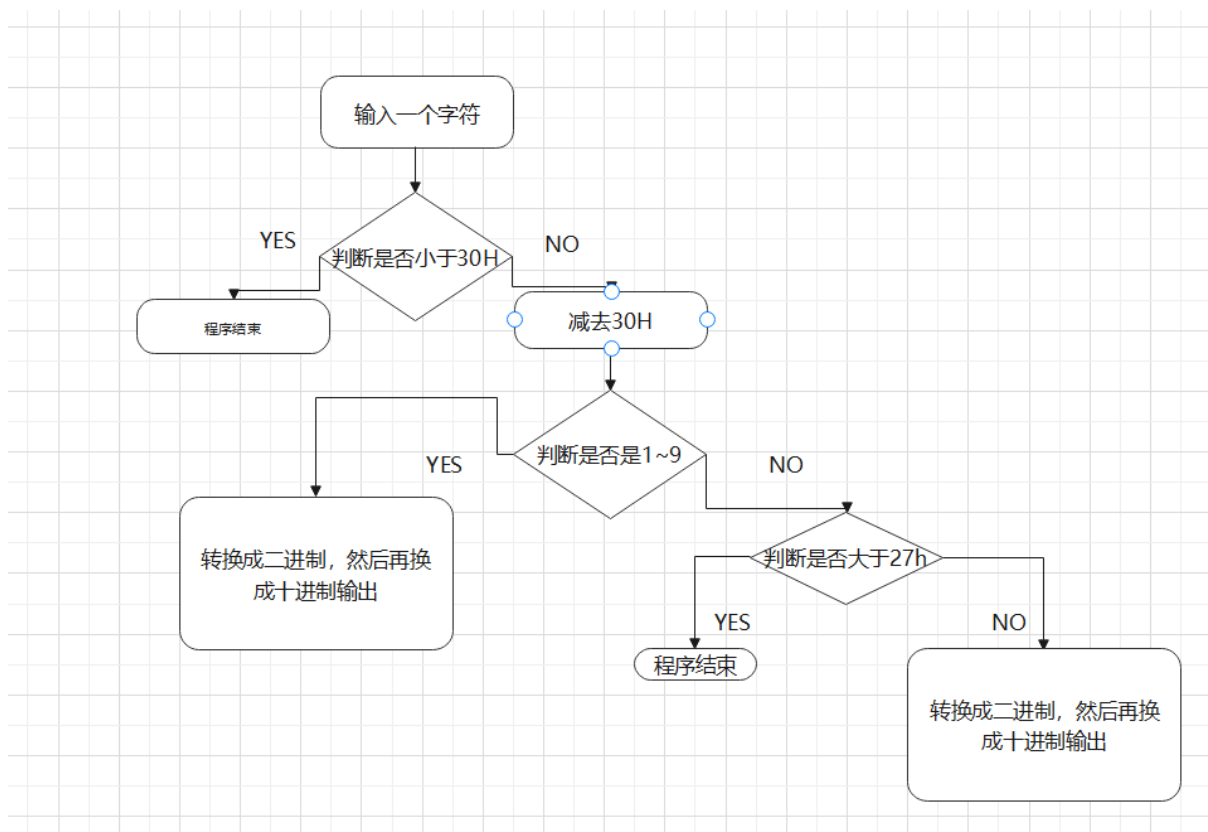 输入一个字符
YES
判断是否小于30H
NO
程序结束
减去30H
YES
判断是否是1~9
NO
转换成二进制，然后再换
成十进制输出
判断是否大于27h
YES
NO
程序结束
转换成二进制，然后再换
成十进制输出